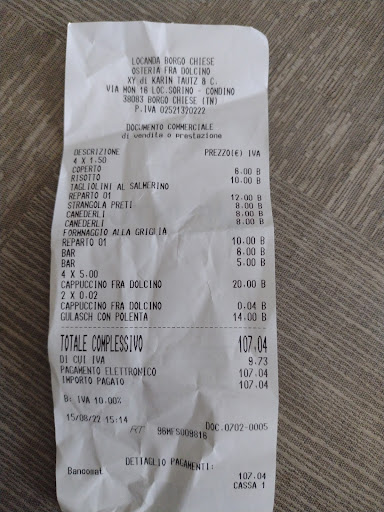 LOCANDA BORGO CHIESE
OSTERIA FRA DOLCINO
XY di KARIN TAUTZ & C.
VIA NON 16 LOC.SORINO - CONDINO
38083 BORGO CHIESE (TN)
P.IVA 02521320222
DOCUMENTO COMMERCIALE
di vendita o prestazione
DESCRIZIONE PREZZO(€) IVA
4 X 1.50
COPERTO 6.00 B
RISOTTO 10.00 B
TAGLIOLINI AL SALMERINO
REPARTO 01 12.00 B
STRANGOLA PRETI 8.00 B
CANEDERLI 8.00 B
CANEDERLI 8.00 B
FORMNAGGIO ALLA GRIGLIA
REPARTO 01 10.00 B
BAR 6.00 B
BAR 5.00 B
4 X 5.00
CAPPUCCINO FRA DOLCINO 20.00 B
2 X 0.02
CAPPUCCINO FRA DOLCINO 0.04 B
GULASCH CON POLENTA 14.00 B
TOTALE COMPLESSIVO 107,04
DI CUI IVA 9.73
PAGAMENTO ELETTRONICO 107.04
IMPORTO PAGATO 107.04
B: IVA 10.00%
15/08/22 15:14 DOC.0702-0005
RT 96MFS009816
DETTAGLIO PAGAMENTI:
Bancomat 107.04
CASSA 1